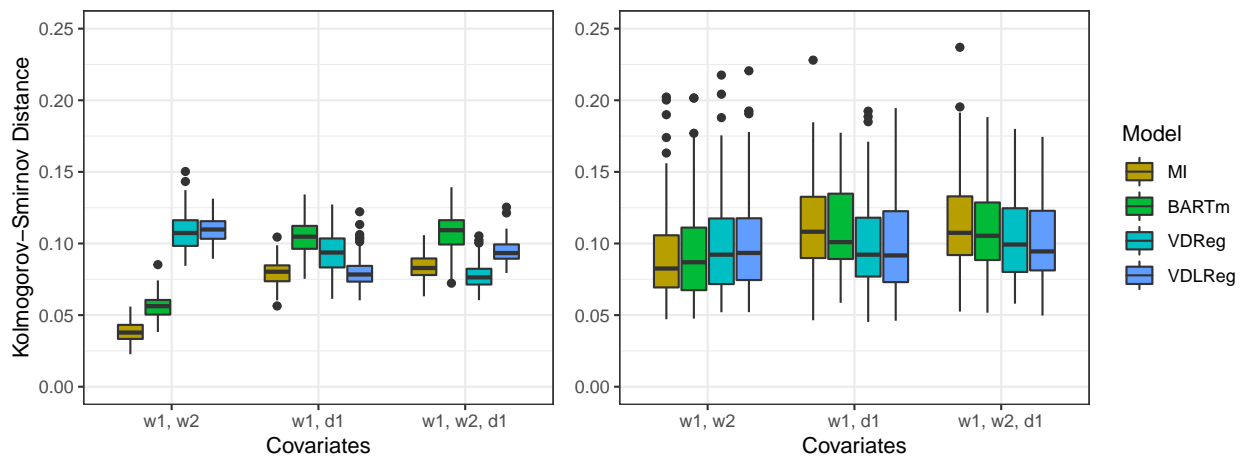 Kolmogorov−Smirnov Distance
0.25
0.20
0.15
0.10
0.05
0.00
w1, w2
w1, d1
w1, w2, d1
Covariates
0.25
0.20
0.15
0.10
0.05
0.00
w1, w2
w1, d1
w1, w2, d1
Covariates
Model
MI
BARTm
VDReg
VDLReg